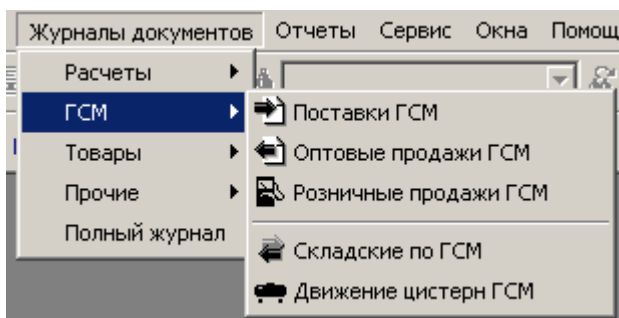 Журналы документов Отчеты Сервис Окна Помощ
Расчеты
ГСМ
Товары
Прочие
Полный журнал
Поставки ГСМ
Оптовые продажи ГСМ
Розничные продажи ГСМ
Складские по ГСМ
Движение цистерн ГСМ